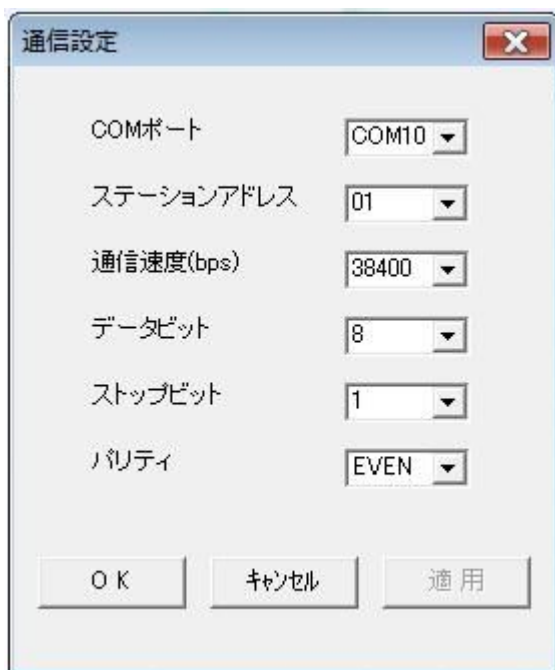 通信設定
COMポート COM10
ステーションアドレス 01
通信速度(bps) 38400
データビット 8
ストップビット 1
パリティ EVEN
ＯＫ ｷｬﾝｾﾙ 適用